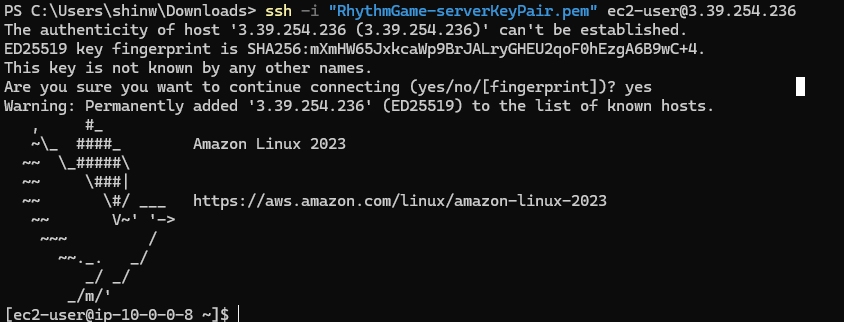 PS C:\Users\shinw\Downloads> ssh -i "RhythmGame-serverKeyPair.pem" ec2-user@3.39.254.236
The authenticity of host '3.39.254.236 (3.39.254.236)' can't be established.
ED25519 key fingerprint is SHA256:mXmHW65JxkcaWp9BrJALryGHEU2qoF0hEzgA6B9wC+4.
This key is not known by any other names.
Are you sure you want to continue connecting (yes/no/[fingerprint])? yes
Warning: Permanently added '3.39.254.236' (ED25519) to the list of known hosts.
   ,     #_
   ~\_  ####_        Amazon Linux 2023
  ~~  \_#####\
  ~~     \###|
  ~~       \#/ ___   https://aws.amazon.com/linux/amazon-linux-2023
   ~~       V~' '->
    ~~~         /
      ~~._.   _/
         _/ _/
       _/m/'
[ec2-user@ip-10-0-0-8 ~]$